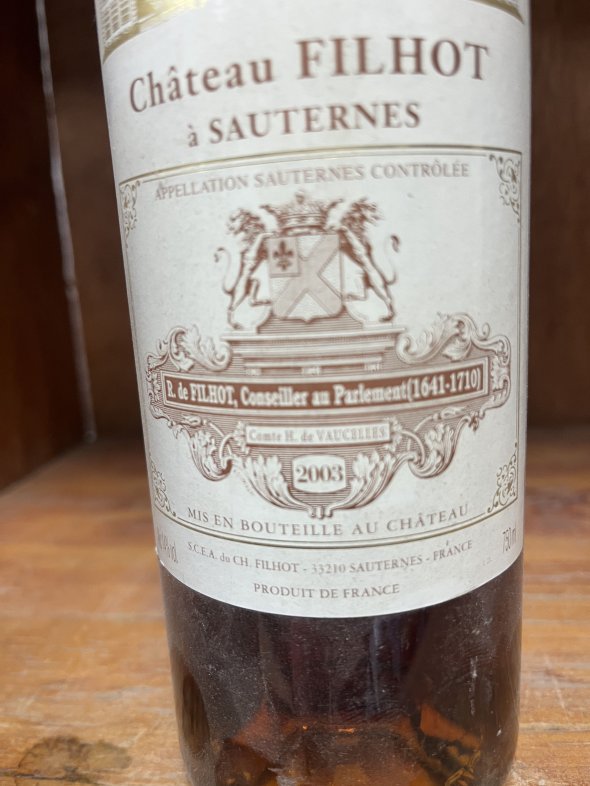 Château FILHOT
à SAUTERNES
APPELLATION SAUTERNES CONTRÔLÉE
R. de FILHOT, Conseiller au Parlement(1641-1710)
Comte H. de VAUCELLES
2003
MIS EN BOUTEILLE AU CHÂTEAU
S.C.E.A. du CH. FILHOT - 33210 SAUTERNES - FRANCE
750m
PRODUIT DE FRANCE